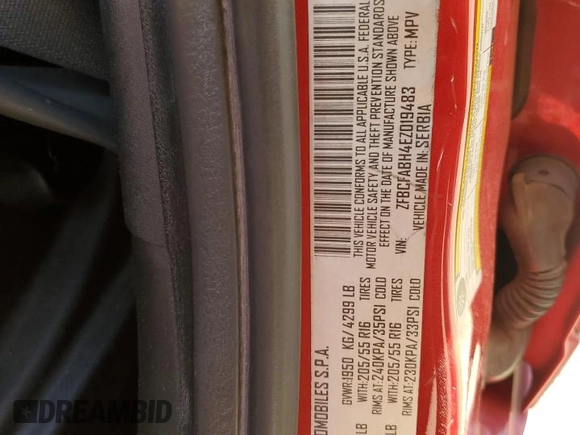 OMOBILES S.P.A.
GVWR:1950 KG / 4299 LB
LB WITH:205/55 R16 TIRES
RIMS AT:240KPA/35PSI COLD
LB WITH:205/55 R16 TIRES
RIMS AT:230KPA/33PSI COLD
THIS VEHICLE CONFORMS TO ALL APPLICABLE U.S.A. FEDERAL
MOTOR VEHICLE SAFETY AND THEFT PREVENTION STANDARDS
EFFECT ON THE DATE OF MANUFACTURE SHOWN ABOVE
VIN: ZFBCFABH4EZ019483 TYPE: MPV
VEHICLE MADE IN SERBIA
DREAMBID